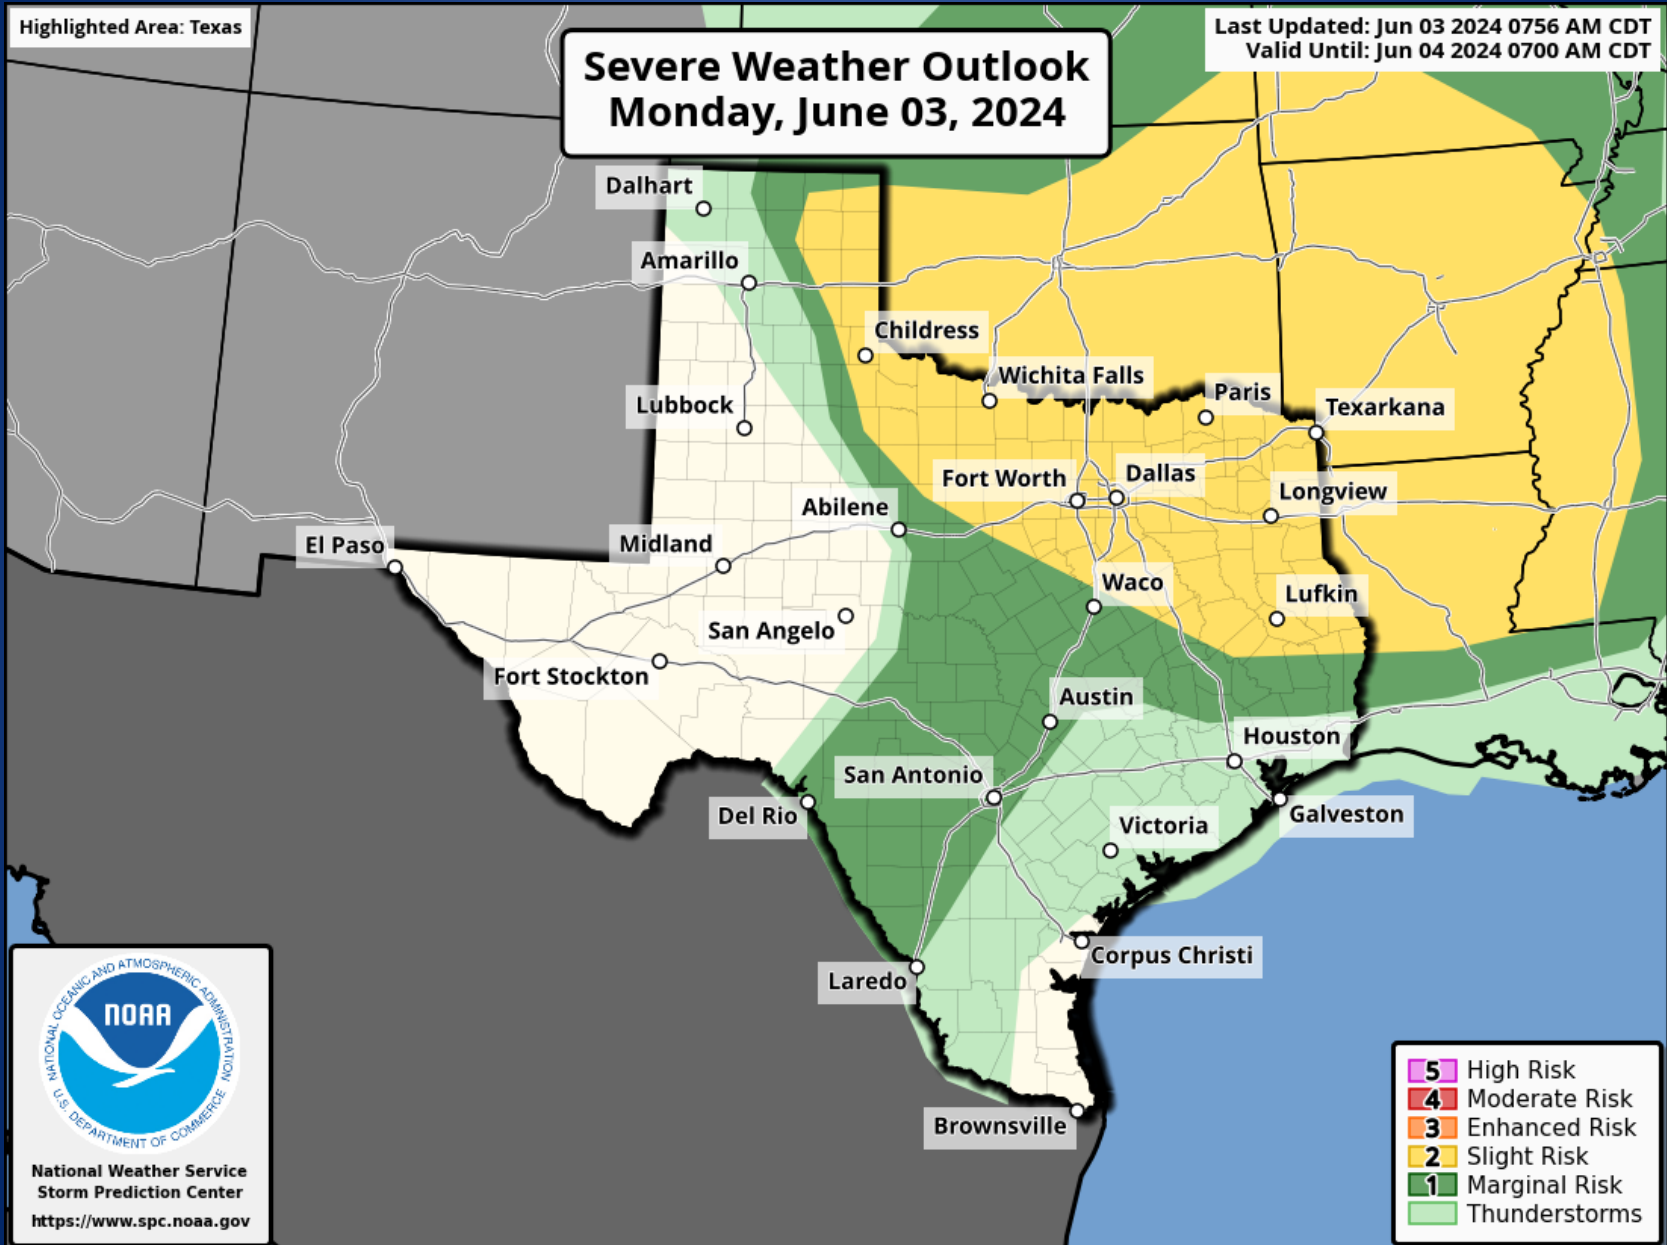 Highlighted Area: Texas
Last Updated: Jun 03 2024 0756 AM CDT
Valid Until: Jun 04 2024 0700 AM CDT
Severe Weather Outlook
Monday, June 03, 2024
Dalhart
Amarillo
Childress
Wichita Falls
Paris
Texarkana
Lubbock
Fort Worth
Dallas
Longview
Abilene
El Paso
Midland
Waco
Lufkin
San Angelo
Fort Stockton
Austin
Houston
San Antonio
Del Rio
Galveston
Victoria
Corpus Christi
Laredo
Brownsville
NATIONAL OCEANIC AND ATMOSPHERIC ADMINISTRATION
NOAA
U.S. DEPARTMENT OF COMMERCE
National Weather Service
Storm Prediction Center
https://www.spc.noaa.gov
5 High Risk
4 Moderate Risk
3 Enhanced Risk
2 Slight Risk
1 Marginal Risk
Thunderstorms